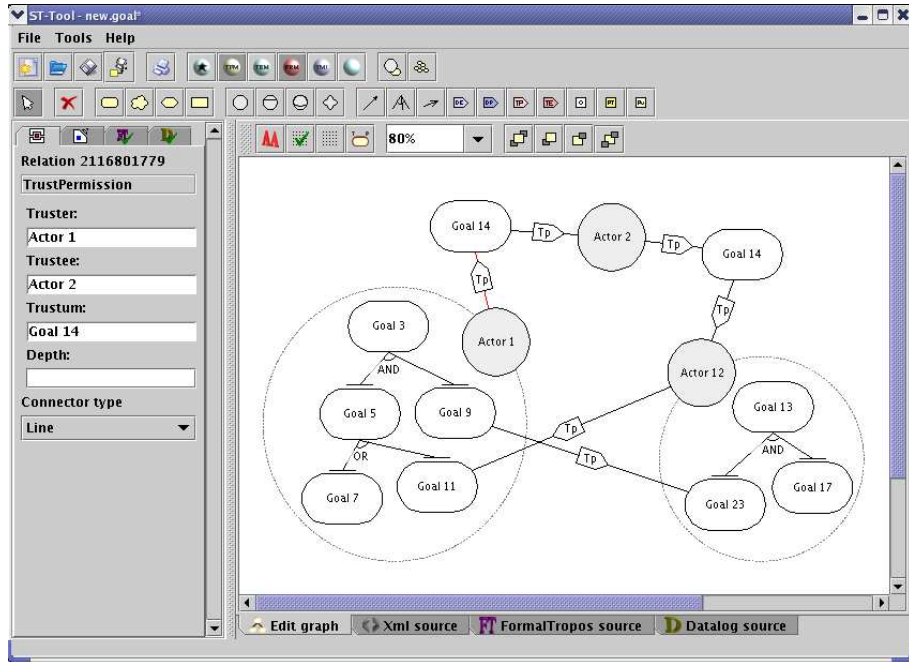 ST-Tool - new.goal*
File Tools Help
80%
Relation 2116801779
TrustPermission
Truster:
Actor 1
Trustee:
Actor 2
Trustum:
Goal 14
Depth:
Connector type
Line
Goal 14
Tp
Actor 2
Tp
Goal 14
Tp
Tp
Goal 3
Actor 1
AND
Actor 12
Goal 5
Goal 9
Goal 13
Tp
AND
OR
Tp
Goal 7
Goal 11
Goal 23
Goal 17
Edit graph
Xml source
FT FormalTropos source
D Datalog source